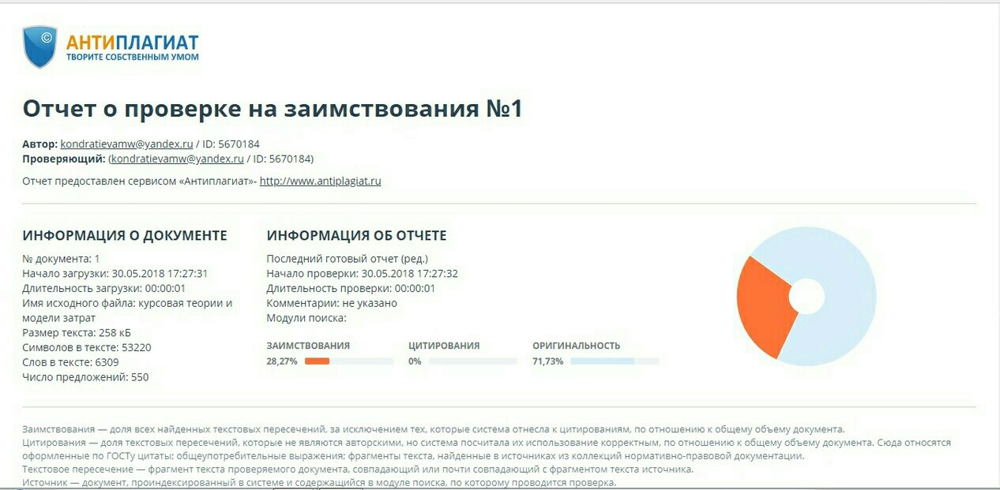 ©
АНТИПЛАГИАТ
ТВОРИТЕ СОБСТВЕННЫМ УМОМ
Отчет о проверке на заимствования №1
Автор: kondratievamw@yandex.ru / ID: 5670184
Проверяющий: (kondratievamw@yandex.ru / ID: 5670184)
Отчет предоставлен сервисом «Антиплагиат»- http://www.antiplagiat.ru
ИНФОРМАЦИЯ О ДОКУМЕНТЕ
№ документа: 1
Начало загрузки: 30.05.2018 17:27:31
Длительность загрузки: 00:00:01
Имя исходного файла: курсовая теории и
модели затрат
Размер текста: 258 кБ
Cимволов в тексте: 53220
Слов в тексте: 6309
Число предложений: 550
ИНФОРМАЦИЯ ОБ ОТЧЕТЕ
Последний готовый отчет (ред.)
Начало проверки: 30.05.2018 17:27:32
Длительность проверки: 00:00:01
Комментарии: не указано
Модули поиска:
ЗАИМСТВОВАНИЯ
28,27%
ЦИТИРОВАНИЯ
0%
ОРИГИНАЛЬНОСТЬ
71,73%
Заимствования — доля всех найденных текстовых пересечений, за исключением тех, которые система отнесла к цитированиям, по отношению к общему объему документа.
Цитирования — доля текстовых пересечений, которые не являются авторскими, но система посчитала их использование корректным, по отношению к общему объему документа. Сюда относятся
оформленные по ГОСТу цитаты; общеупотребительные выражения; фрагменты текста, найденные в источниках из коллекций нормативно-правовой документации.
Текстовое пересечение — фрагмент текста проверяемого документа, совпадающий или почти совпадающий с фрагментом текста источника.
Источник — документ, проиндексированный в системе и содержащийся в модуле поиска, по которому проводится проверка.